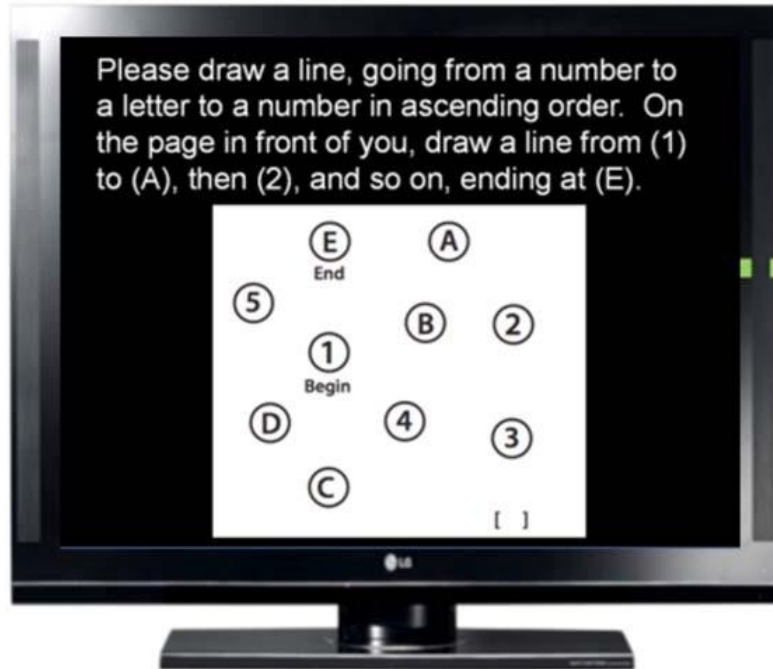 Please draw a line, going from a number to
a letter to a number in ascending order.  On
the page in front of you, draw a line from (1)
to (A), then (2), and so on, ending at (E).
E
A
End
5
B
2
1
Begin
D
4
3
C
[ ]
LG